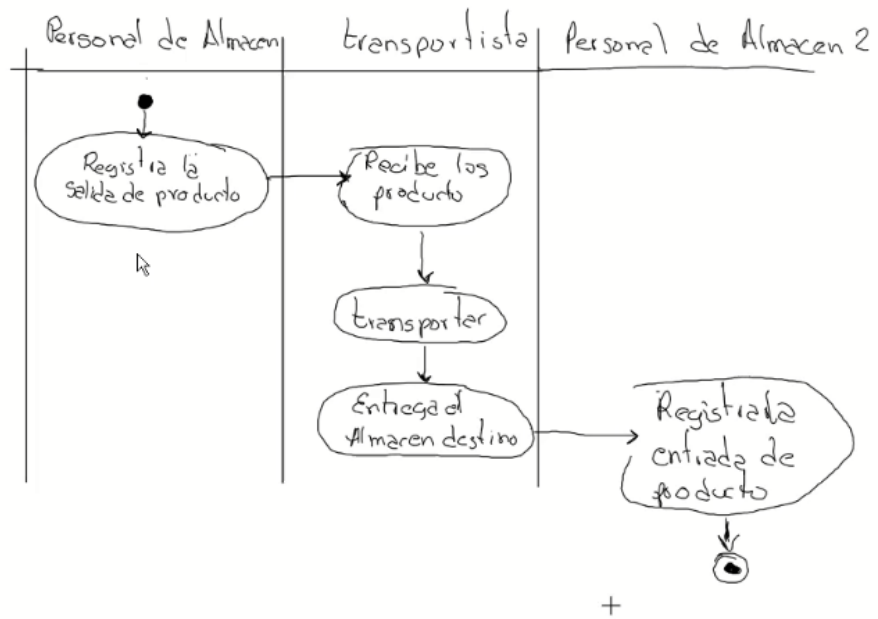 Personal de Almacen
transportista
Personal de Almacen 2
Registra la
salida de producto
Recibe los
producto
transportar
Entrega al
Almacen destino
Registra la
entrada de
producto